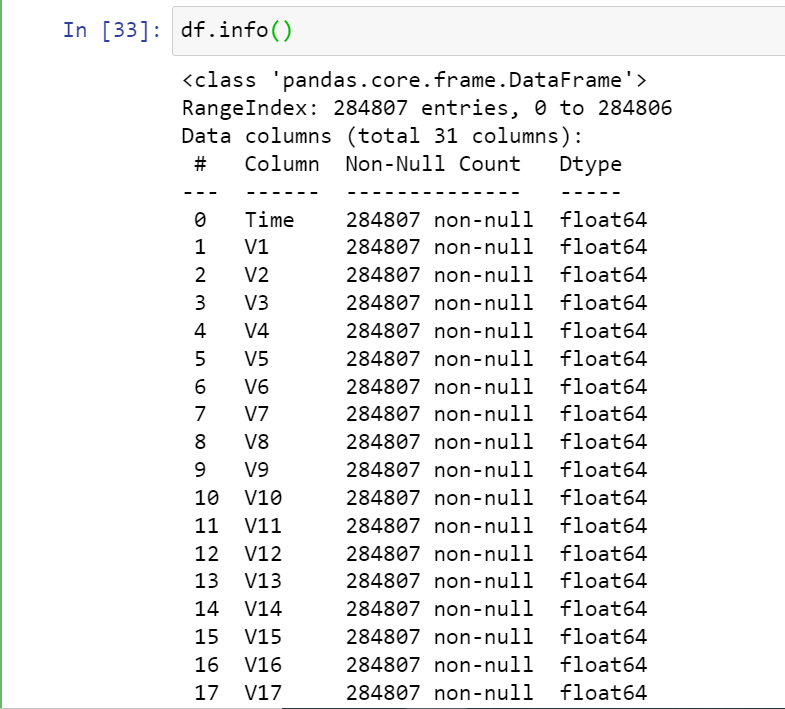 In [33]: df.info()
<class 'pandas.core.frame.DataFrame'>
RangeIndex: 284807 entries, 0 to 284806
Data columns (total 31 columns):
 #   Column  Non-Null Count   Dtype
---  ------  --------------   -----
 0   Time    284807 non-null  float64
 1   V1      284807 non-null  float64
 2   V2      284807 non-null  float64
 3   V3      284807 non-null  float64
 4   V4      284807 non-null  float64
 5   V5      284807 non-null  float64
 6   V6      284807 non-null  float64
 7   V7      284807 non-null  float64
 8   V8      284807 non-null  float64
 9   V9      284807 non-null  float64
 10  V10     284807 non-null  float64
 11  V11     284807 non-null  float64
 12  V12     284807 non-null  float64
 13  V13     284807 non-null  float64
 14  V14     284807 non-null  float64
 15  V15     284807 non-null  float64
 16  V16     284807 non-null  float64
 17  V17     284807 non-null  float64